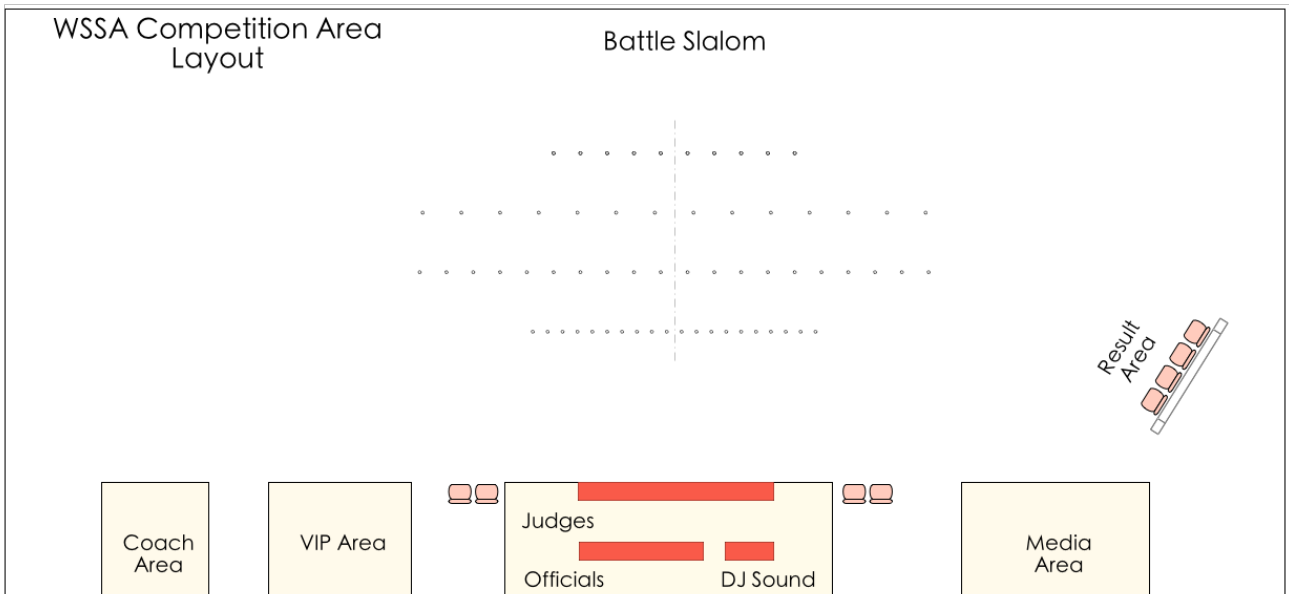 WSSA Competition Area
Layout
Battle Slalom
Result
Area
Judges
Coach
Area
VIP Area
Officials
DJ Sound
Media
Area